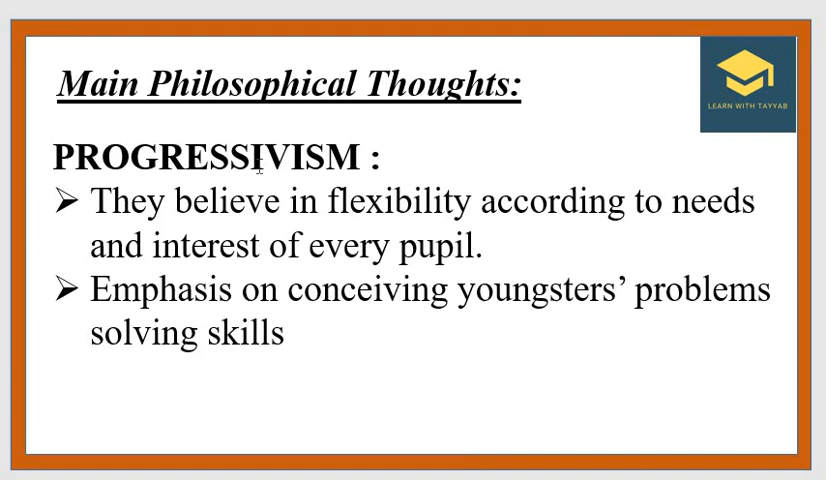 Main Philosophical Thoughts:
LEARN WITH TAYYAB
PROGRESSIVISM :
➢ They believe in flexibility according to needs
and interest of every pupil.
➢ Emphasis on conceiving youngsters’ problems
solving skills